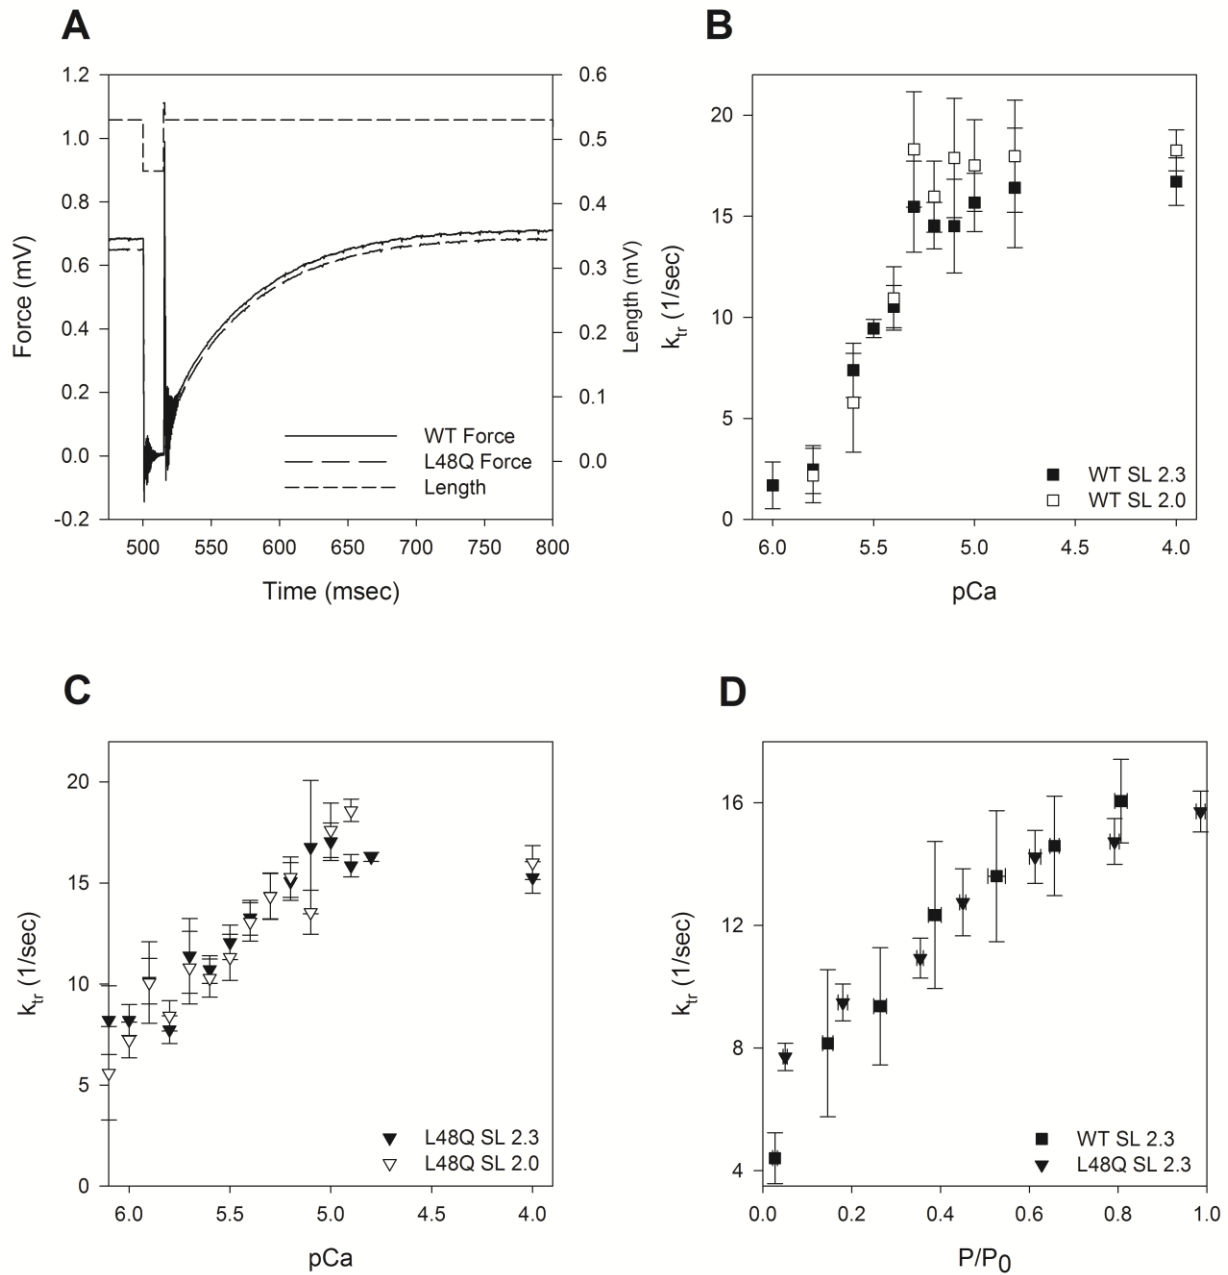 A
1.2
1.0
0.8
0.6
0.4
0.2
0.0
-0.2
Force (mV)
0.6
0.5
0.4
0.3
0.2
0.1
0.0
Length (mV)
WT Force
L48Q Force
Length
500 550 600 650 700 750 800
Time (msec)
B
20
15
10
5
0
ktr (1/sec)
WT SL 2.3
WT SL 2.0
6.0 5.5 5.0 4.5 4.0
pCa
C
20
15
10
5
0
ktr (1/sec)
L48Q SL 2.3
L48Q SL 2.0
6.0 5.5 5.0 4.5 4.0
pCa
D
16
12
8
4
ktr (1/sec)
WT SL 2.3
L48Q SL 2.3
0.0 0.2 0.4 0.6 0.8 1.0
P/P0